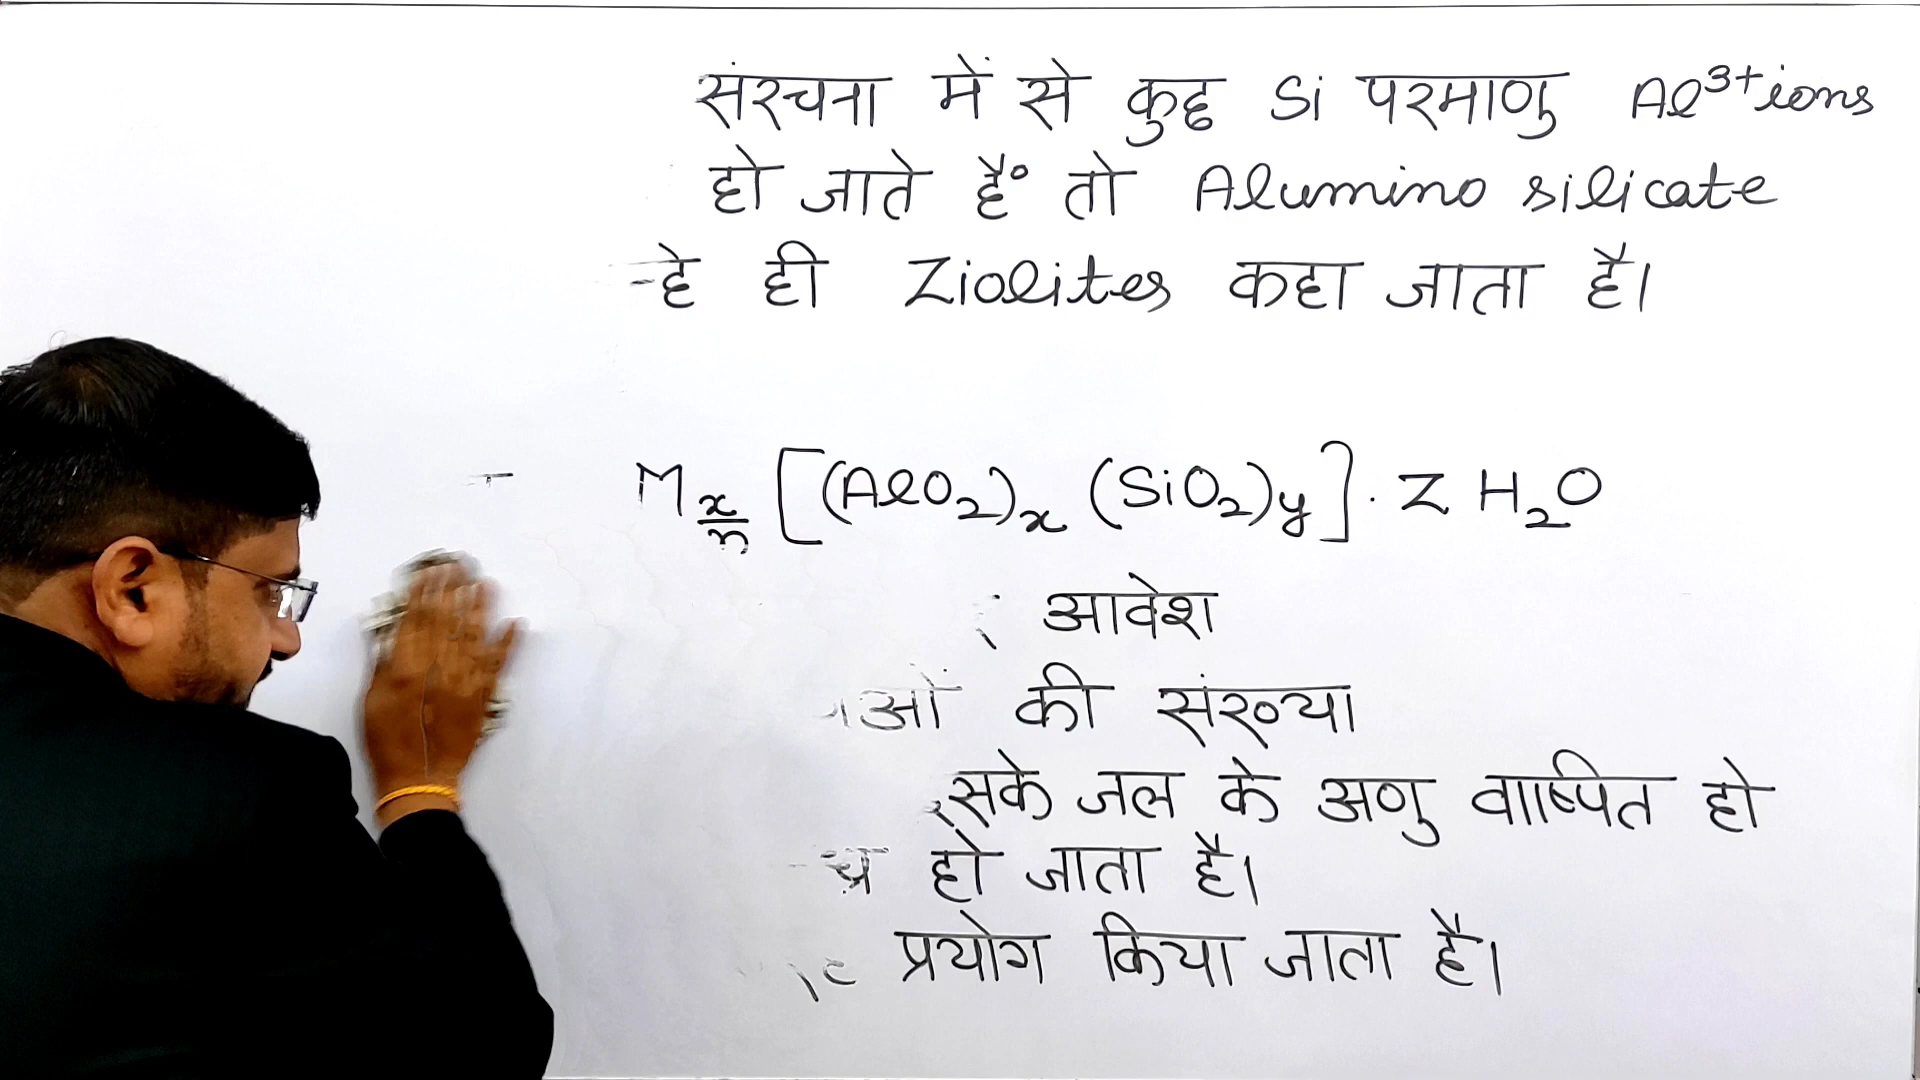 संरचना में से कुछ Si परमाणु Al³⁺ions
हो जाते हैं तो Alumino silicate
ही Ziolites कहा जाता है।
M x/n [(AlO₂)x (SiO₂)y] . Z H₂O
आवेश
ओं की संख्या
सके जल के अणु वाष्पित हो
हो जाता है।
प्रयोग किया जाता है।